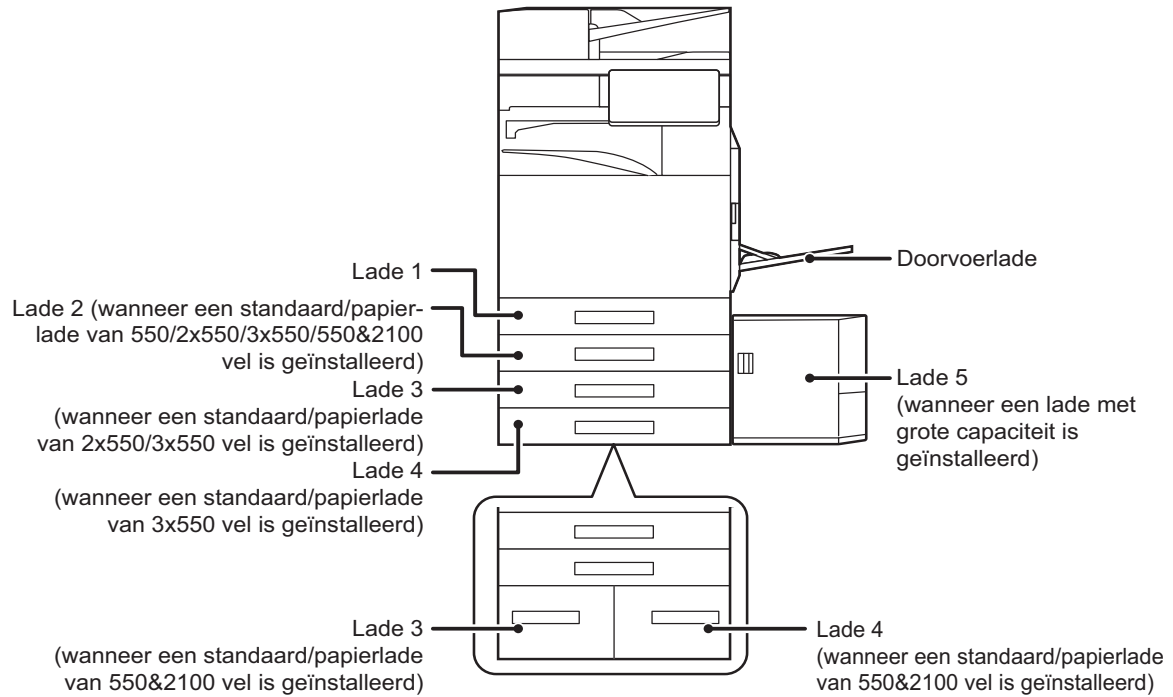 Lade 1
Lade 2 (wanneer een standaard/papier-
lade van 550/2x550/3x550/550&2100
vel is geïnstalleerd)
Lade 3
(wanneer een standaard/papierlade
van 2x550/3x550 vel is geïnstalleerd)
Lade 4
(wanneer een standaard/papierlade
van 3x550 vel is geïnstalleerd)
Doorvoerlade
Lade 5
(wanneer een lade met
grote capaciteit is
geïnstalleerd)
Lade 3
(wanneer een standaard/papierlade
van 550&2100 vel is geïnstalleerd)
Lade 4
(wanneer een standaard/papierlade
van 550&2100 vel is geïnstalleerd)